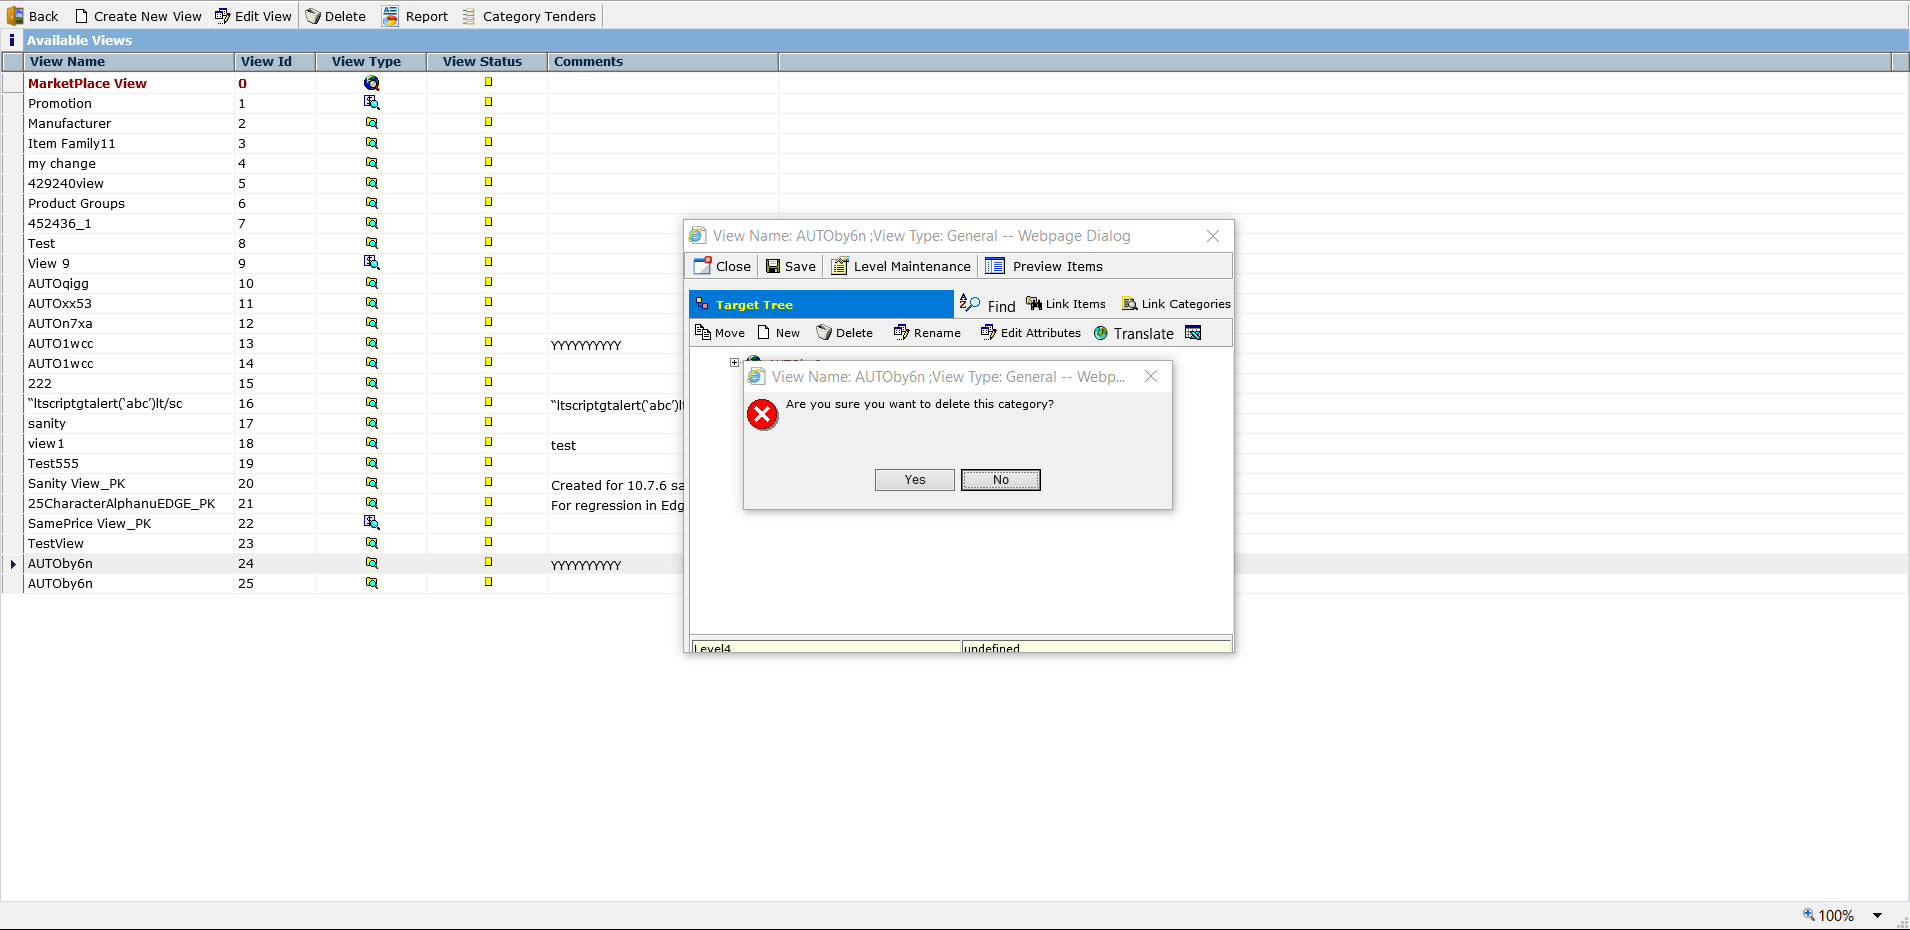 Back Create New View Edit View Delete Report Category Tenders
i Available Views
View Name View Id View Type View Status Comments
MarketPlace View 0
Promotion 1
Manufacturer 2
Item Family11 3
my change 4
429240view 5
Product Groups 6
452436_1 7
Test 8
View 9 9
AUTOqigg 10
AUTOxx53 11
AUTOn7xa 12
AUTO1wcc 13 YYYYYYYYYY
AUTO1wcc 14
222 15
“ltscriptgtalert(‘abc’)lt/sc 16 “ltscriptgtalert(‘abc’)lt
sanity 17
view1 18 test
Test555 19
Sanity View_PK 20 Created for 10.7.6 sa
25CharacterAlphanuEDGE_PK 21 For regression in Edg
SamePrice View_PK 22
TestView 23
AUTOby6n 24 YYYYYYYYYY
AUTOby6n 25
View Name: AUTOby6n ;View Type: General -- Webpage Dialog
Close Save Level Maintenance Preview Items
Target Tree Find Link Items Link Categories
Move New Delete Rename Edit Attributes Translate
View Name: AUTOby6n ;View Type: General -- Webp...
Are you sure you want to delete this category?
Yes No
Level4 undefined
100%